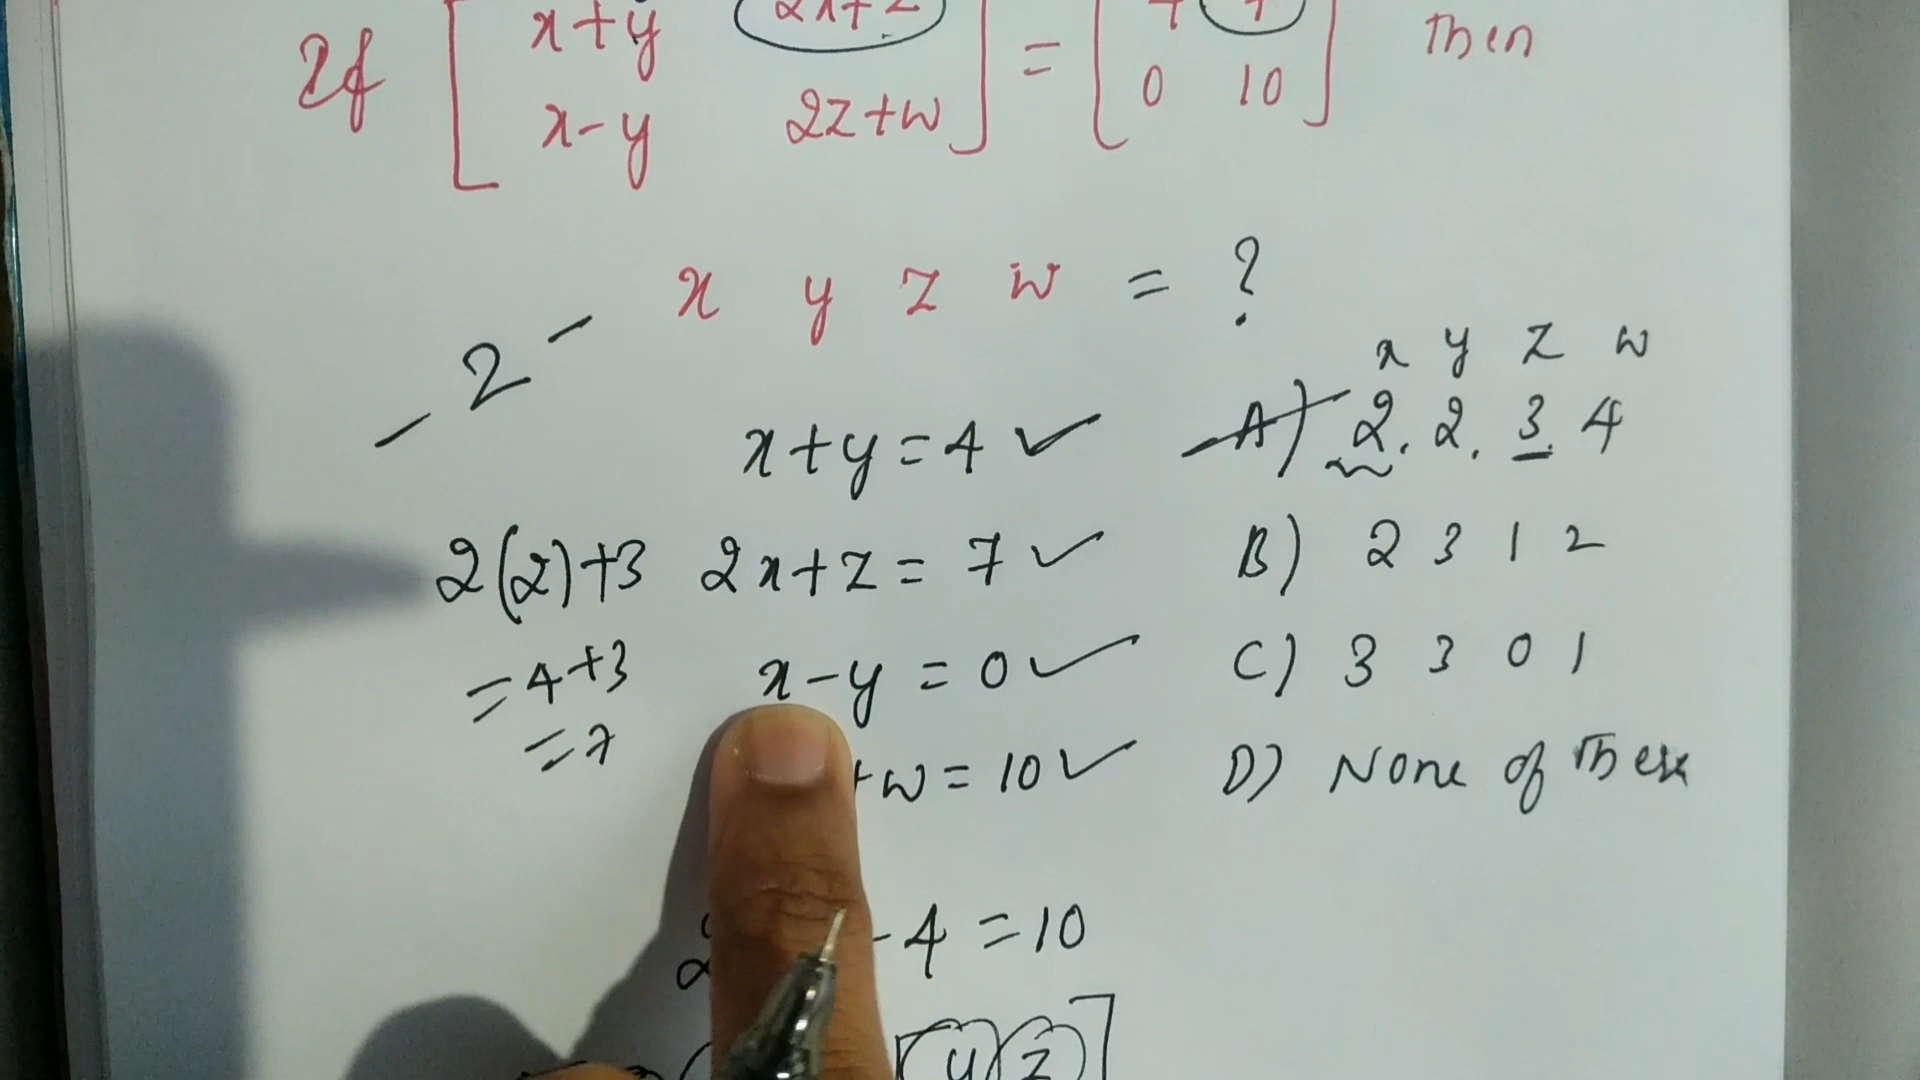 If [ x+y 2x+z ] = [ 4 7 ] Then
x-y 2z+w 0 10
x y z w = ?
- 2 -
x y z w
x+y = 4 ✓ A) 2. 2. 3. 4
2(2)+3 2x+z = 7 ✓ B) 2 3 1 2
= 4+3 x-y = 0 ✓ C) 3 3 0 1
= 7 +w = 10 ✓ D) None of These
4 = 10
y z ]